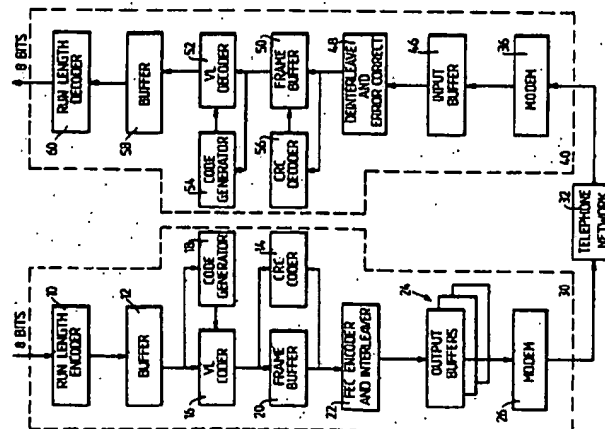 8 BITS
10
RUN LENGTH
ENCODER
12
BUFFER
16
VL
CODER
18
CODE
GENERATOR
20
FRAME
BUFFER
14
CRC
CODER
22
FEC ENCODER
AND INTERLEAVER
24
OUTPUT
BUFFERS
26
MODEM
30
32
TELEPHONE
NETWORK
8 BITS
RUN LENGTH
DECODER
60
BUFFER
58
CODE
GENERATOR
54
VL
DECODER
52
CRC
DECODER
56
FRAME
BUFFER
50
DEINTERLEAVET
AND
ERROR CORRECT
48
INPUT
BUFFER
46
MODEM
36
40